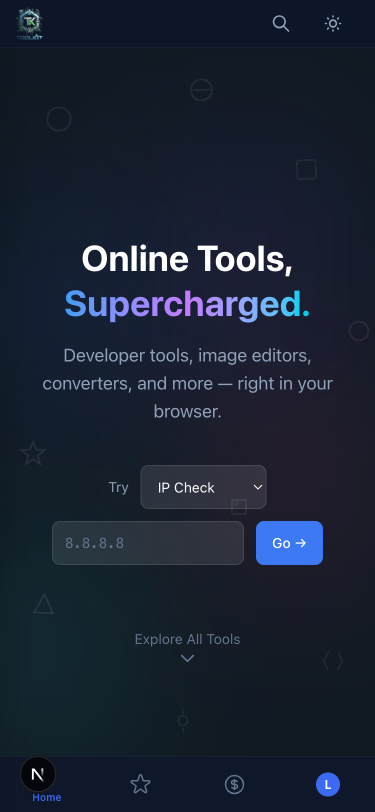 TOOLKIT
Online Tools,
Supercharged.
Developer tools, image editors,
converters, and more — right in your
browser.
Try
IP Check
8.8.8.8
Go →
Explore All Tools
N
Home
L